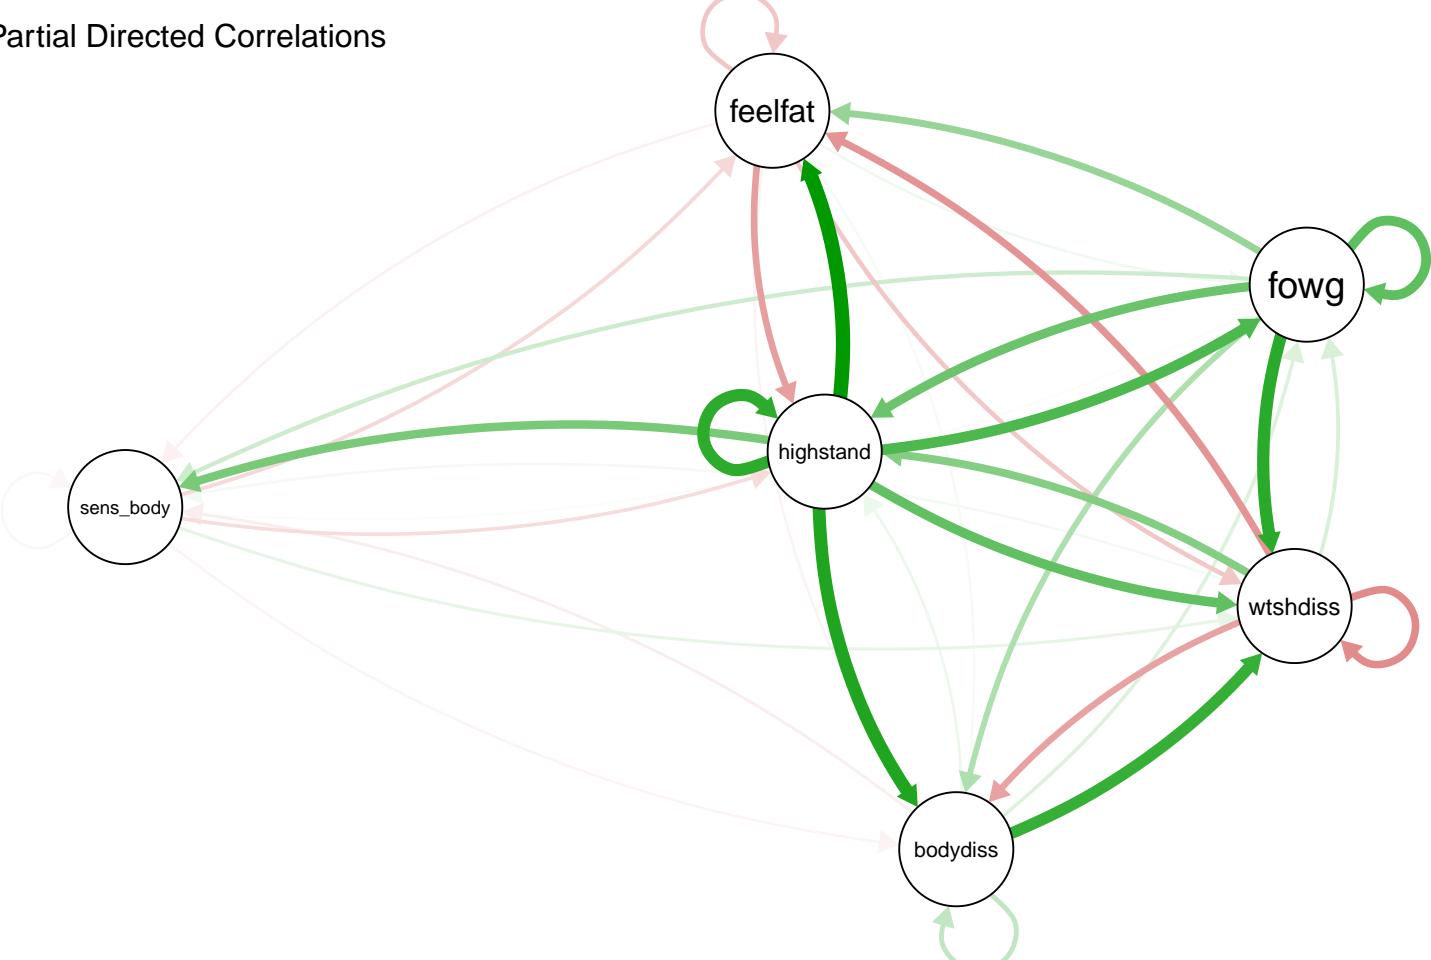 Partial Directed Correlations
feelfat
fowg
highstand
sens_body
wtshdiss
bodydiss